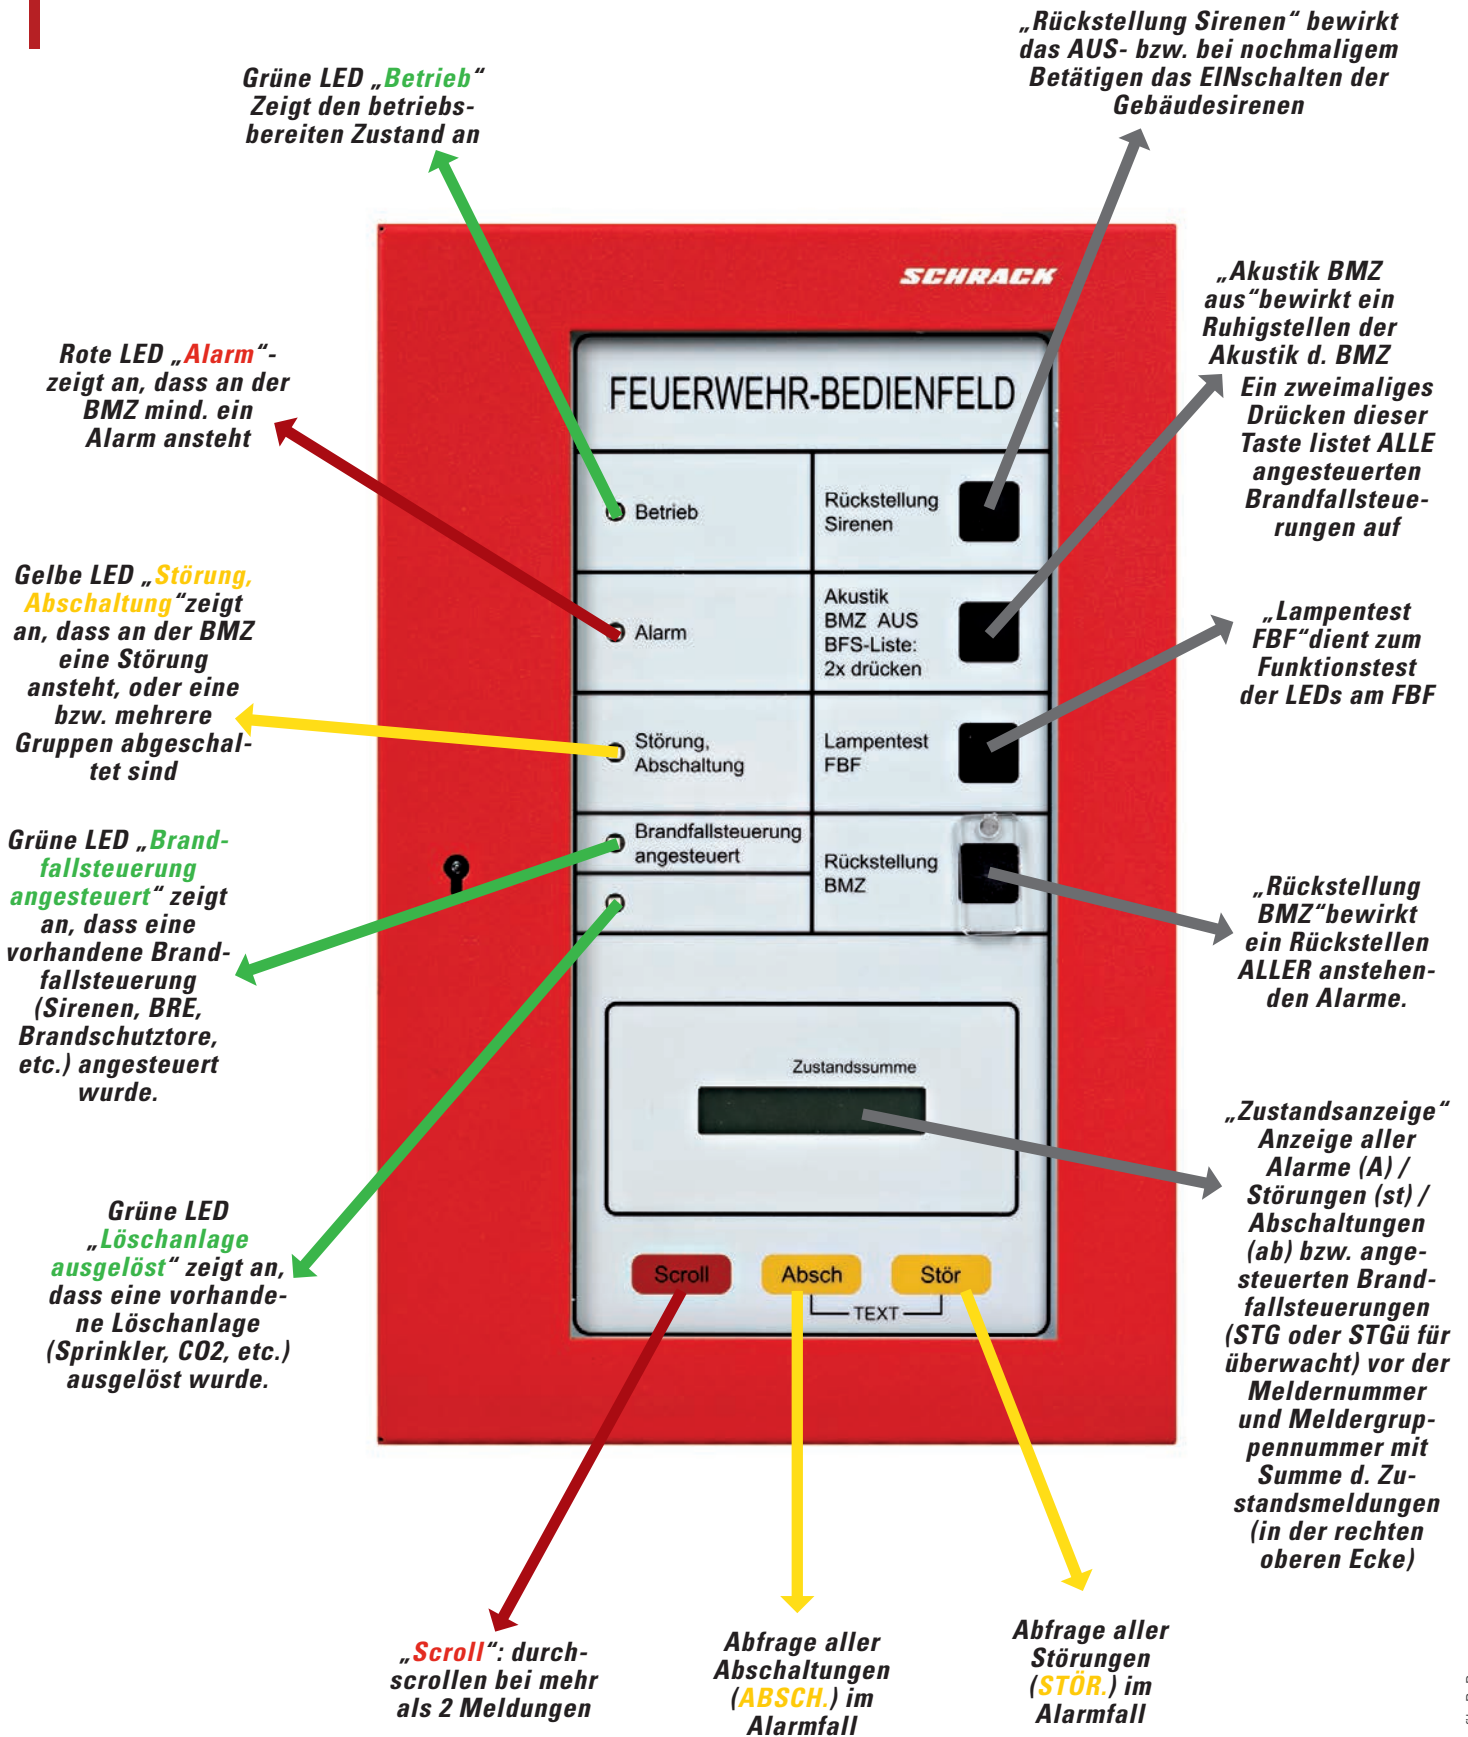 „Rückstellung Sirenen“ bewirkt
das AUS- bzw. bei nochmaligem
Betätigen das EINschalten der
Gebäudesirenen
Grüne LED „Betrieb“
Zeigt den betriebs-
bereiten Zustand an
SCHRACK
„Akustik BMZ
aus“bewirkt ein
Ruhigstellen der
Akustik d. BMZ
Ein zweimaliges
Drücken dieser
Taste listet ALLE
angesteuerten
Brandfallsteue-
rungen auf
Rote LED „Alarm“-
zeigt an, dass an der
BMZ mind. ein
Alarm ansteht
FEUERWEHR-BEDIENFELD
Betrieb
Rückstellung
Sirenen
Gelbe LED „Störung,
Abschaltung“zeigt
an, dass an der BMZ
eine Störung
ansteht, oder eine
bzw. mehrere
Gruppen abgeschal-
tet sind
Alarm
Akustik
BMZ AUS
BFS-Liste:
2x drücken
„Lampentest
FBF“dient zum
Funktionstest
der LEDs am FBF
Störung,
Abschaltung
Lampentest
FBF
Grüne LED „Brand-
fallsteuerung
angesteuert“ zeigt
an, dass eine
vorhandene Brand-
fallsteuerung
(Sirenen, BRE,
Brandschutztore,
etc.) angesteuert
wurde.
Brandfallsteuerung
angesteuert
Rückstellung
BMZ
„Rückstellung
BMZ“bewirkt
ein Rückstellen
ALLER anstehen-
den Alarme.
Zustandssumme
„Zustandsanzeige“
Anzeige aller
Alarme (A) /
Störungen (st) /
Abschaltungen
(ab) bzw. ange-
steuerten Brand-
fallsteuerungen
(STG oder STGü für
überwacht) vor der
Meldernummer
und Meldergrup-
pennummer mit
Summe d. Zu-
standsmeldungen
(in der rechten
oberen Ecke)
Grüne LED
„Löschanlage
ausgelöst“ zeigt an,
dass eine vorhande-
ne Löschanlage
(Sprinkler, CO2, etc.)
ausgelöst wurde.
Scroll
Absch
Stör
TEXT
„Scroll“: durch-
scrollen bei mehr
als 2 Meldungen
Abfrage aller
Abschaltungen
(ABSCH.) im
Alarmfall
Abfrage aller
Störungen
(STÖR.) im
Alarmfall